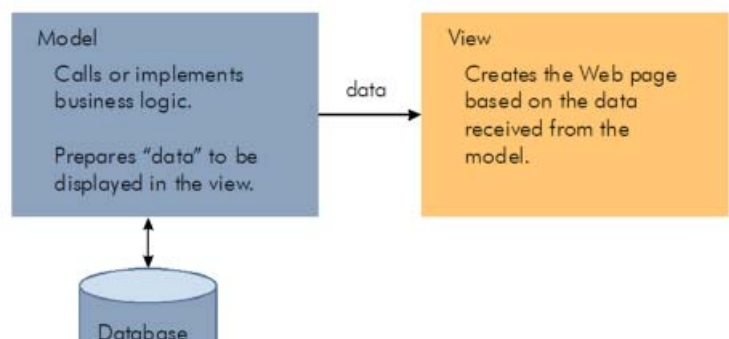 Model
Calls or implements
business logic.
Prepares “data” to be
displayed in the view.
data
View
Creates the Web page
based on the data
received from the
model.
Database